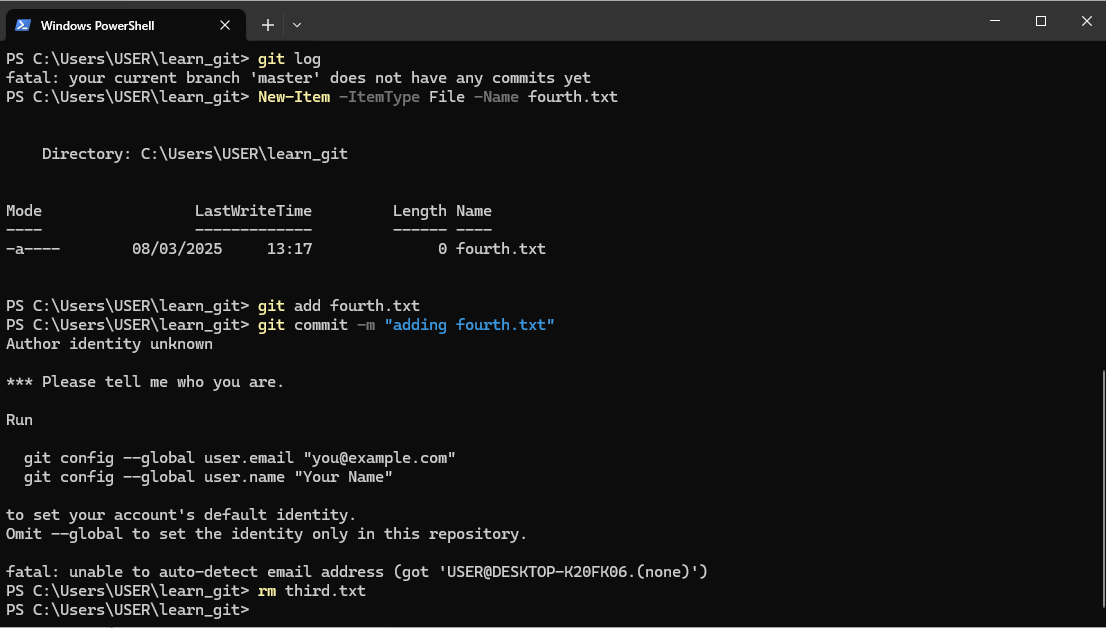 Windows PowerShell
PS C:\Users\USER\learn_git> git log
fatal: your current branch 'master' does not have any commits yet
PS C:\Users\USER\learn_git> New-Item -ItemType File -Name fourth.txt
    Directory: C:\Users\USER\learn_git
Mode                 LastWriteTime         Length Name
----                 -------------         ------ ----
-a----        08/03/2025     13:17              0 fourth.txt
PS C:\Users\USER\learn_git> git add fourth.txt
PS C:\Users\USER\learn_git> git commit -m "adding fourth.txt"
Author identity unknown
*** Please tell me who you are.
Run
  git config --global user.email "you@example.com"
  git config --global user.name "Your Name"
to set your account's default identity.
Omit --global to set the identity only in this repository.
fatal: unable to auto-detect email address (got 'USER@DESKTOP-K20FK06.(none)')
PS C:\Users\USER\learn_git> rm third.txt
PS C:\Users\USER\learn_git>